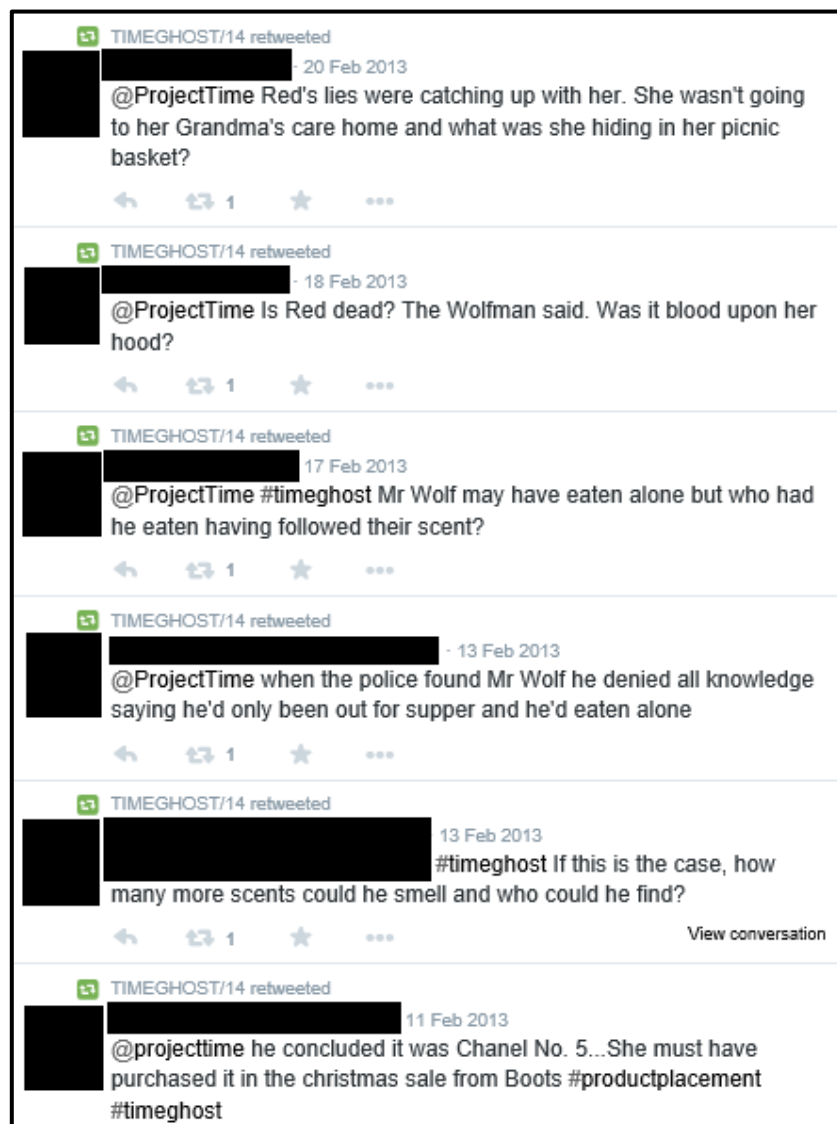 TIMEGHOST/14 retweeted
· 20 Feb 2013
@ProjectTime Red's lies were catching up with her. She wasn't going
to her Grandma's care home and what was she hiding in her picnic
basket?
1
TIMEGHOST/14 retweeted
· 18 Feb 2013
@ProjectTime Is Red dead? The Wolfman said. Was it blood upon her
hood?
1
TIMEGHOST/14 retweeted
17 Feb 2013
@ProjectTime #timeghost Mr Wolf may have eaten alone but who had
he eaten having followed their scent?
1
TIMEGHOST/14 retweeted
· 13 Feb 2013
@ProjectTime when the police found Mr Wolf he denied all knowledge
saying he'd only been out for supper and he'd eaten alone
1
TIMEGHOST/14 retweeted
13 Feb 2013
#timeghost If this is the case, how
many more scents could he smell and who could he find?
1 View conversation
TIMEGHOST/14 retweeted
11 Feb 2013
@projecttime he concluded it was Chanel No. 5...She must have
purchased it in the christmas sale from Boots #productplacement
#timeghost